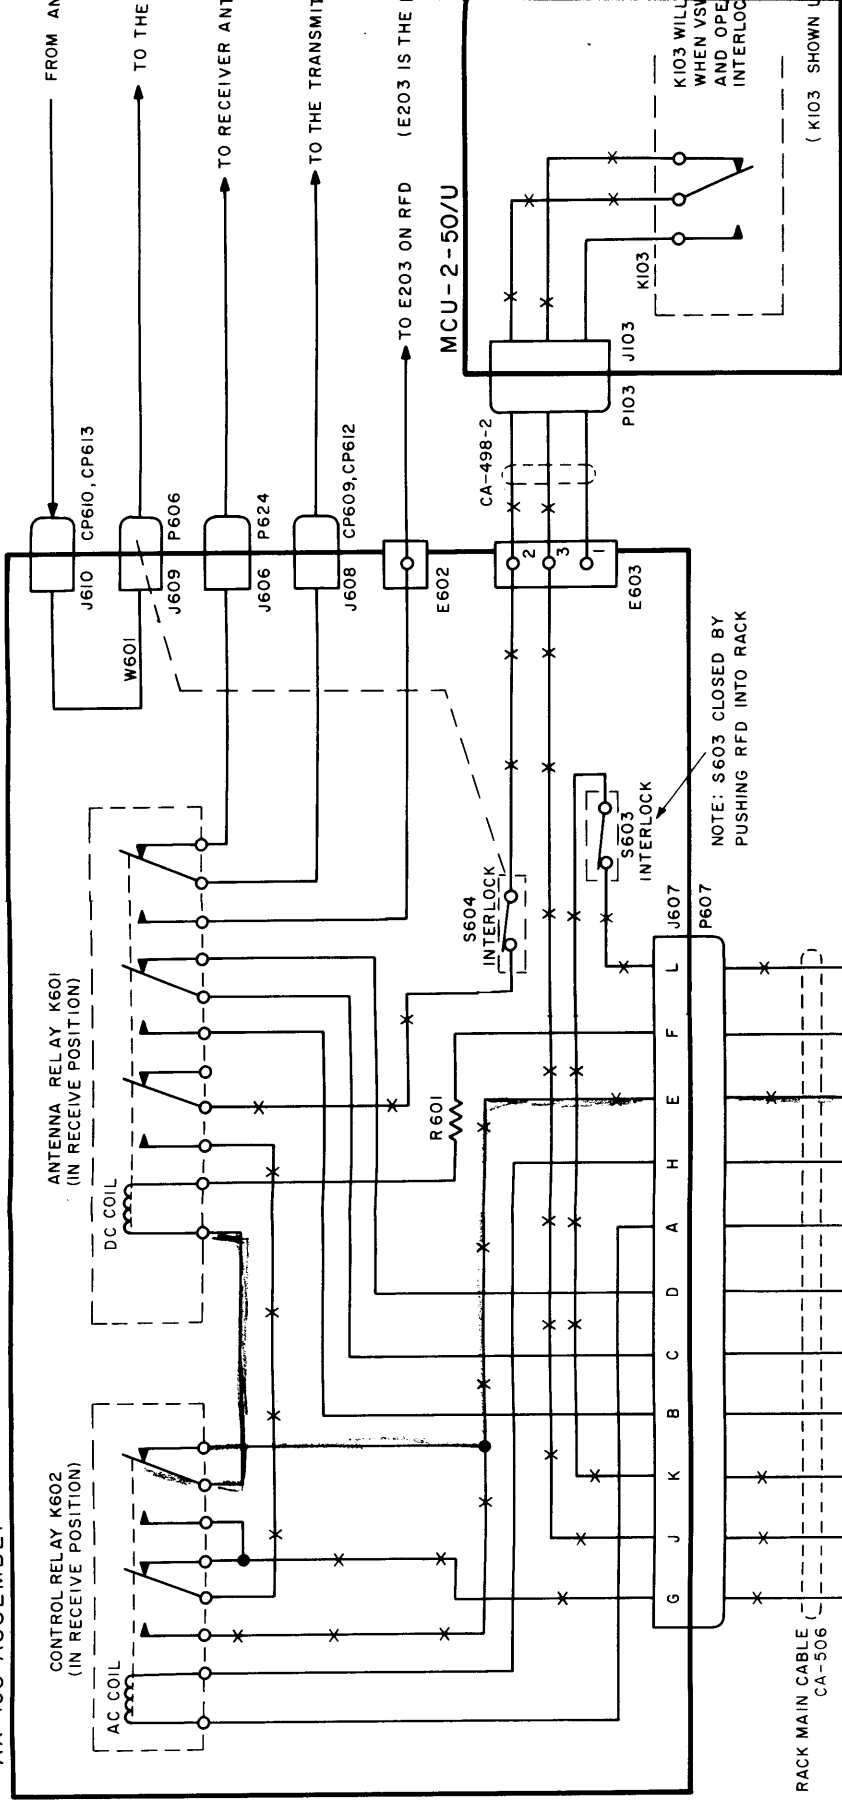 FROM AN
TO THE
TO RECEIVER ANT
TO THE TRANSMIT
TO E203 ON RFD (E203 IS THE
MCU-2-50/U
K103 WILL
WHEN VSW
AND OPE
INTERLOC
(K103 SHOWN U
K103
J103
P103
CA-498-2
J610 CP610, CP613
J609 P606
J606 P624
J608 CP609, CP612
E602
E603
2
3
1
W601
ANTENNA RELAY K601
(IN RECEIVE POSITION)
DC COIL
S604
INTERLOCK
S603
INTERLOCK
NOTE: S603 CLOSED BY
PUSHING RFD INTO RACK
R601
J607
P607
L
F
E
H
A
D
C
B
K
J
G
CONTROL RELAY K602
(IN RECEIVE POSITION)
AC COIL
RACK MAIN CABLE
CA-506